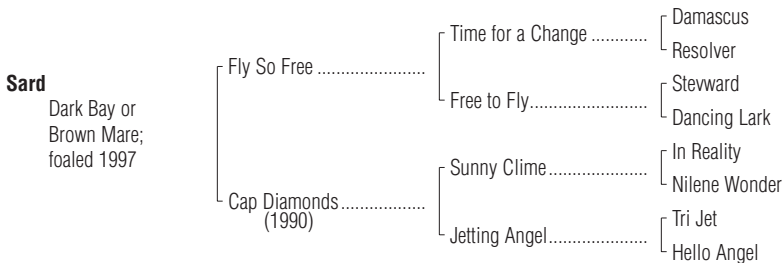 Sard
Dark Bay or
Brown Mare;
foaled 1997
Fly So Free .......................
Cap Diamonds ..................
(1990)
Time for a Change ............
Free to Fly.........................
Sunny Clime.....................
Jetting Angel.....................
Damascus
Resolver
Stevward
Dancing Lark
In Reality
Nilene Wonder
Tri Jet
Hello Angel